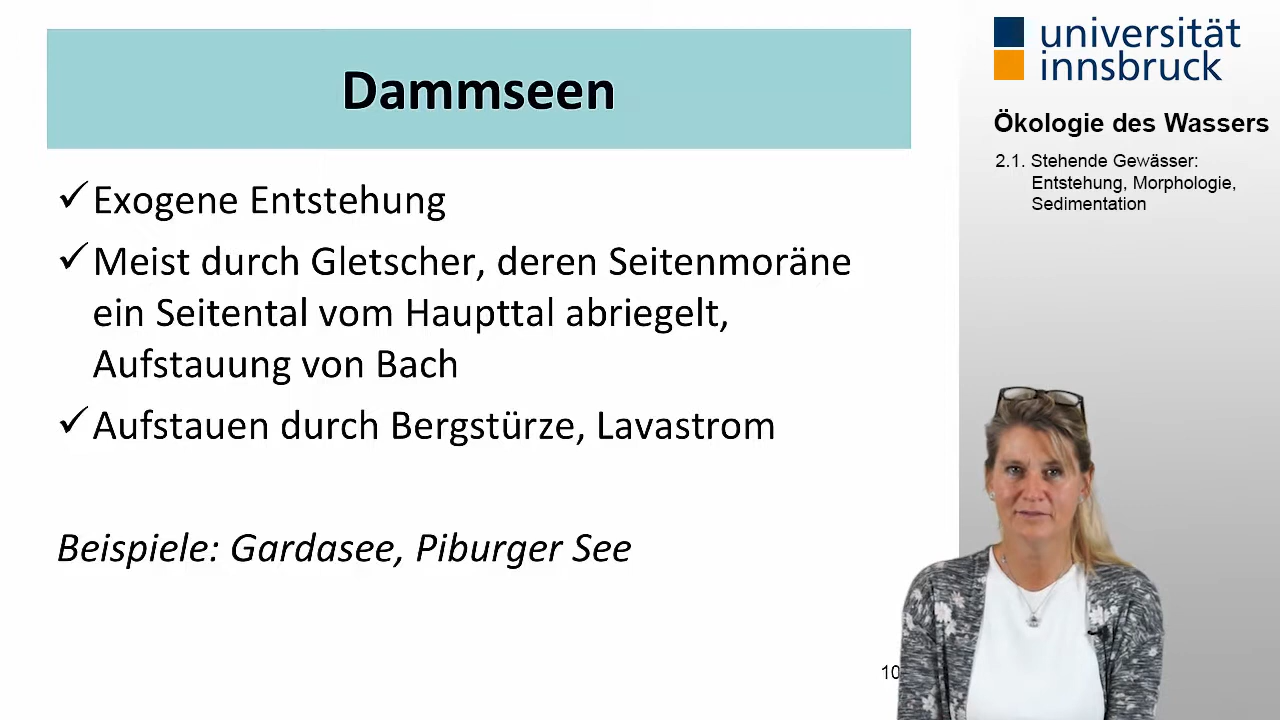 Dammseen
✓ Exogene Entstehung
✓ Meist durch Gletscher, deren Seitenmoräne
ein Seitental vom Haupttal abriegelt,
Aufstauung von Bach
✓ Aufstauen durch Bergstürze, Lavastrom
Beispiele: Gardasee, Piburger See
10
universität
innsbruck
Ökologie des Wassers
2.1. Stehende Gewässer:
Entstehung, Morphologie,
Sedimentation